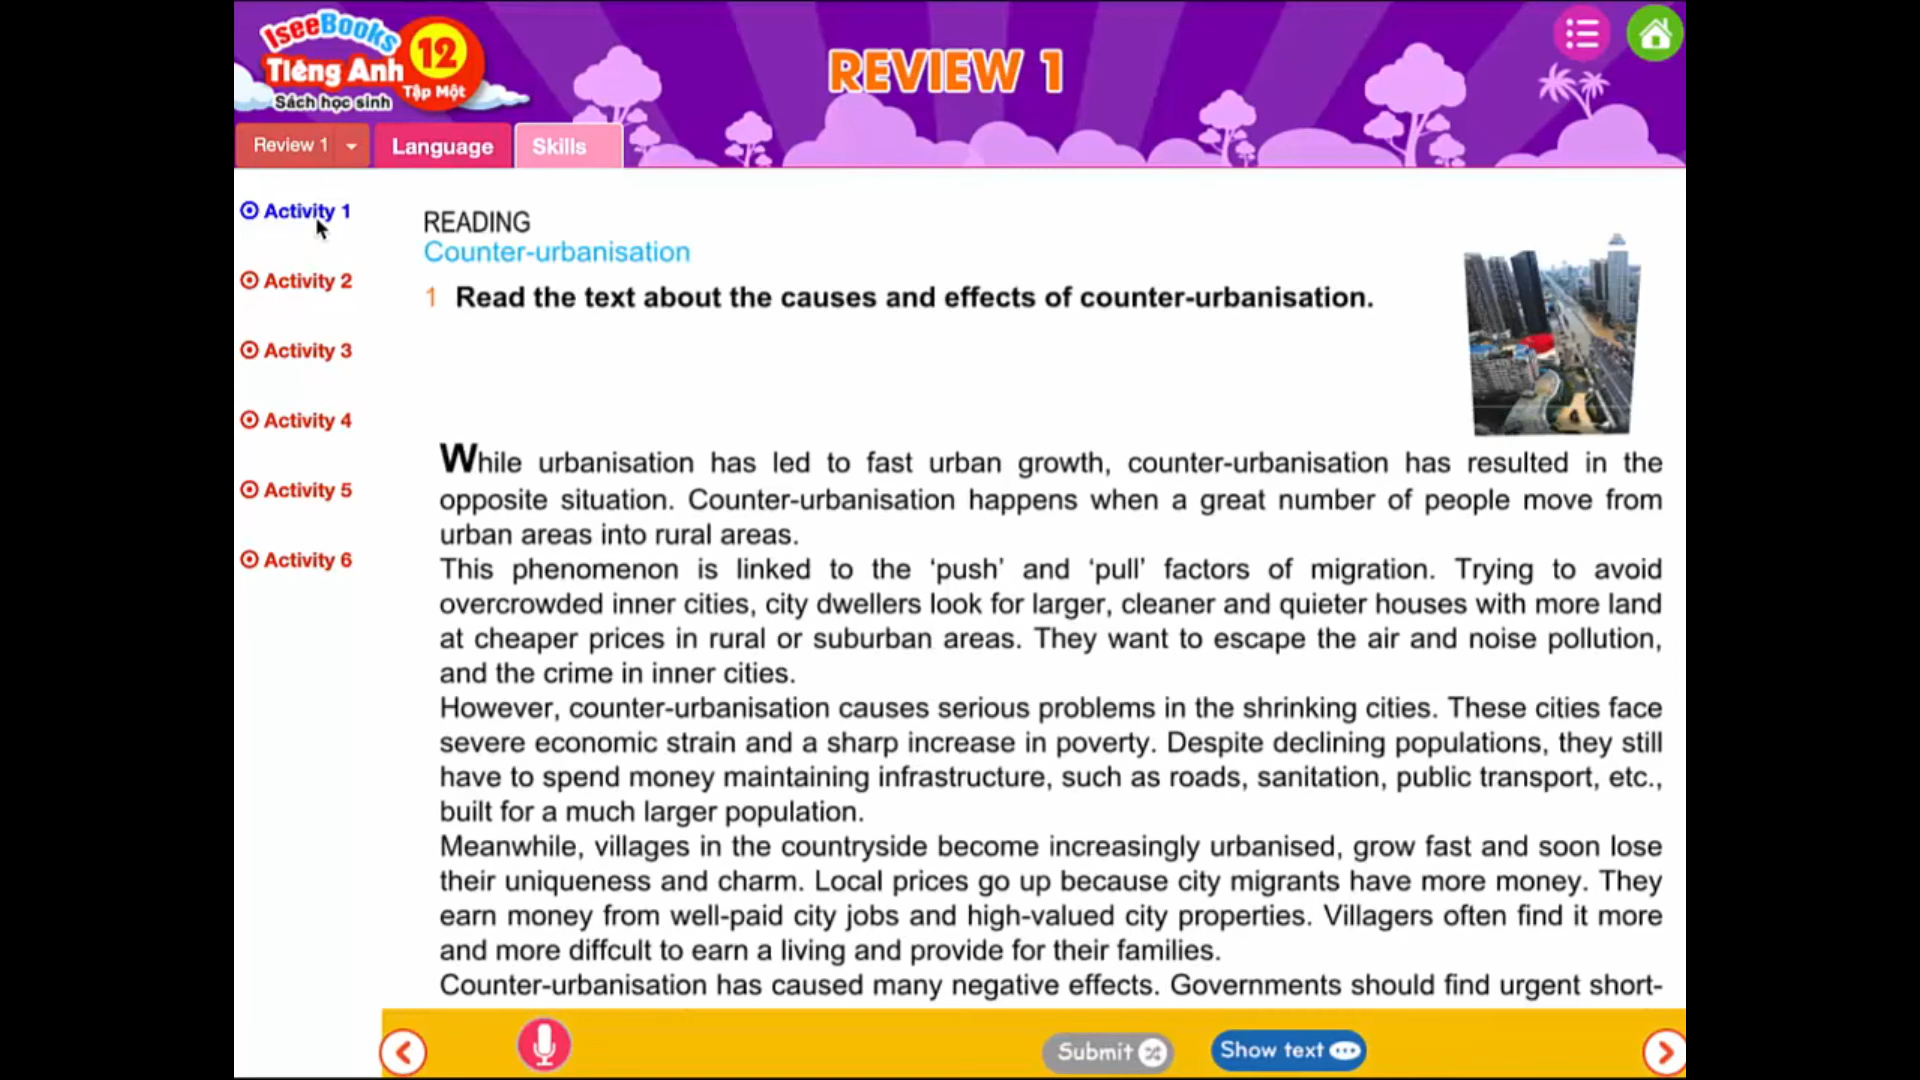 IseeBooks
Tiếng Anh
12
Tập Một
Sách học sinh
REVIEW 1
Review 1
Language
Skills
Activity 1
Activity 2
Activity 3
Activity 4
Activity 5
Activity 6
READING
Counter-urbanisation
1 Read the text about the causes and effects of counter-urbanisation.
While urbanisation has led to fast urban growth, counter-urbanisation has resulted in the
opposite situation. Counter-urbanisation happens when a great number of people move from
urban areas into rural areas.
This phenomenon is linked to the ‘push’ and ‘pull’ factors of migration. Trying to avoid
overcrowded inner cities, city dwellers look for larger, cleaner and quieter houses with more land
at cheaper prices in rural or suburban areas. They want to escape the air and noise pollution,
and the crime in inner cities.
However, counter-urbanisation causes serious problems in the shrinking cities. These cities face
severe economic strain and a sharp increase in poverty. Despite declining populations, they still
have to spend money maintaining infrastructure, such as roads, sanitation, public transport, etc.,
built for a much larger population.
Meanwhile, villages in the countryside become increasingly urbanised, grow fast and soon lose
their uniqueness and charm. Local prices go up because city migrants have more money. They
earn money from well-paid city jobs and high-valued city properties. Villagers often find it more
and more diffcult to earn a living and provide for their families.
Counter-urbanisation has caused many negative effects. Governments should find urgent short-
Submit
Show text